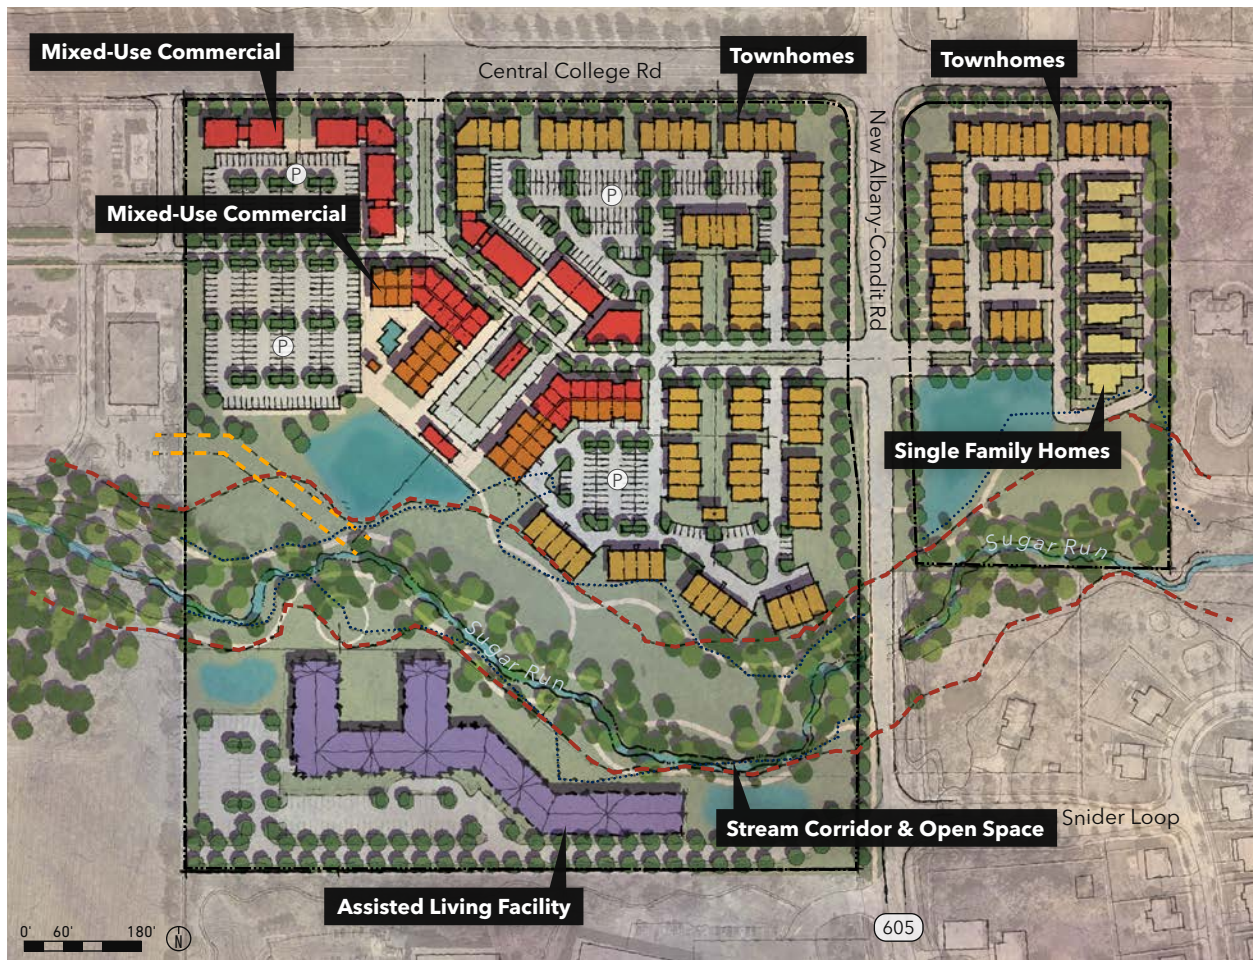 Mixed-Use Commercial
Central College Rd
Townhomes
Townhomes
New Albany-Condit Rd
P
P
Mixed-Use Commercial
P
Single Family Homes
P
Sugar Run
Sugar Run
Stream Corridor & Open Space
Snider Loop
Assisted Living Facility
605
0' 60' 180'
N